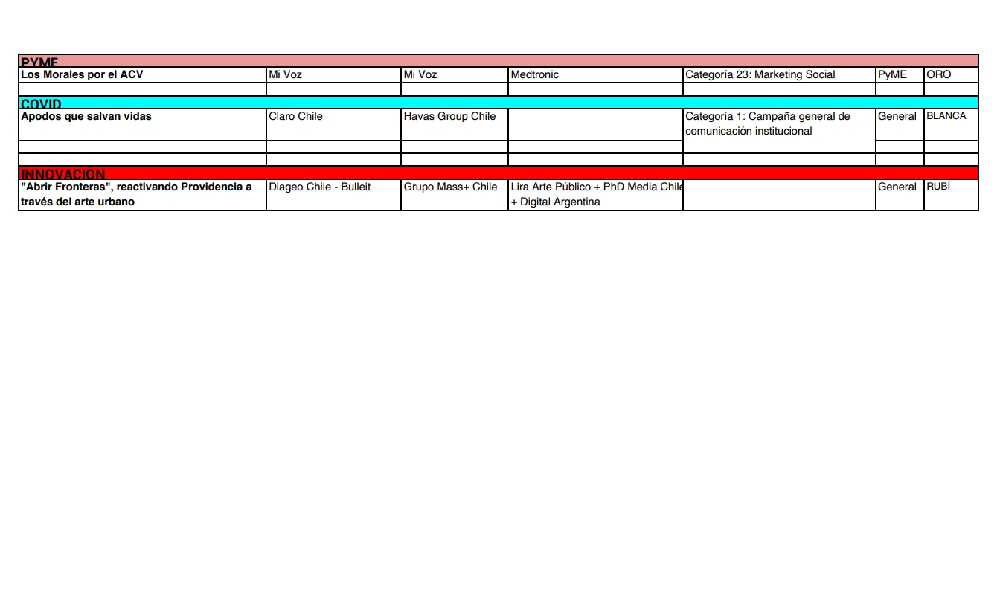 PYME
Los Morales por el ACV Mi Voz Mi Voz Medtronic Categoría 23: Marketing Social PyME ORO
COVID
Apodos que salvan vidas Claro Chile Havas Group Chile Categoría 1: Campaña general de General BLANCA
comunicación institucional
INNOVACIÓN
"Abrir Fronteras", reactivando Providencia a Diageo Chile - Bulleit Grupo Mass+ Chile Lira Arte Público + PhD Media Chile General RUBÍ
través del arte urbano + Digital Argentina